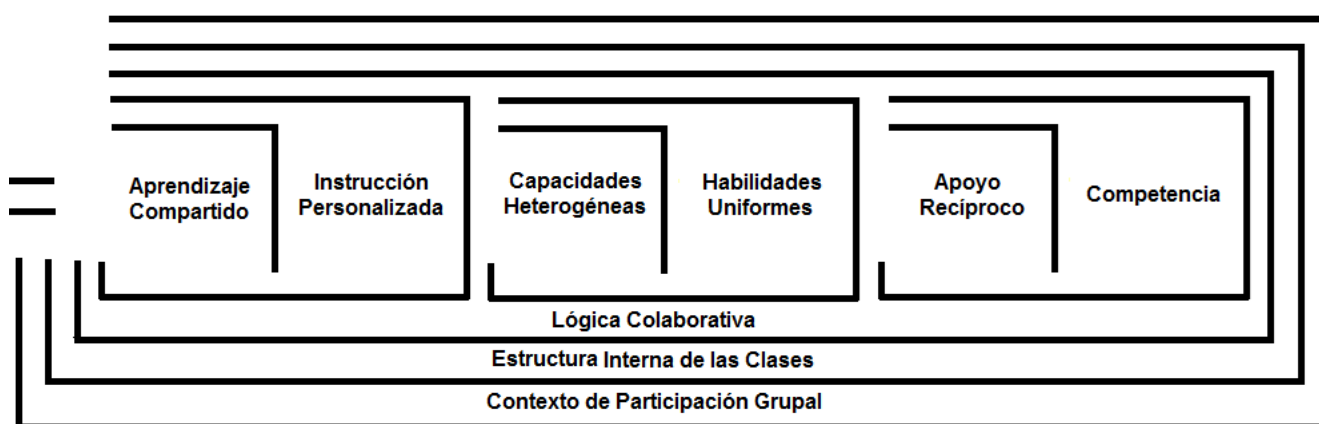 Aprendizaje
Compartido
Instrucción
Personalizada
Capacidades
Heterogéneas
Habilidades
Uniformes
Apoyo
Recíproco
Competencia
Lógica Colaborativa
Estructura Interna de las Clases
Contexto de Participación Grupal